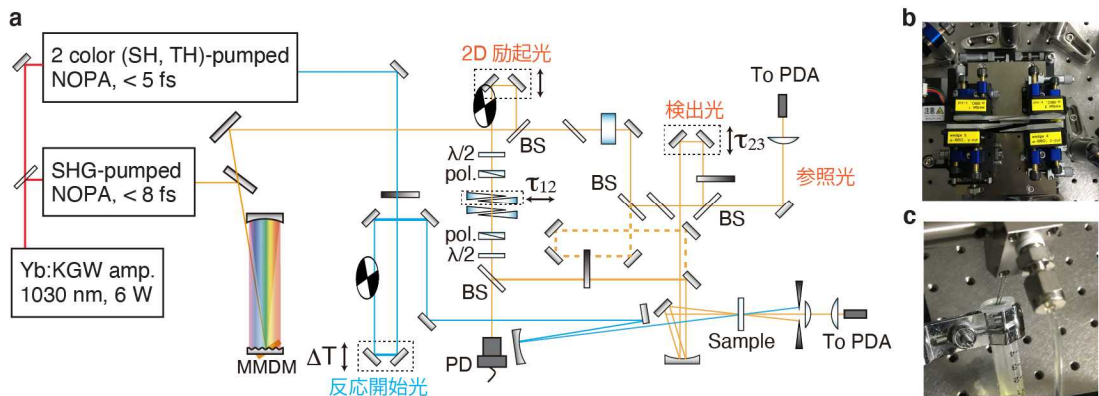 a
2 color (SH, TH)-pumped
NOPA, < 5 fs
SHG-pumped
NOPA, < 8 fs
Yb:KGW amp.
1030 nm, 6 W
MMDM
ΔT
反応開始光
2D 励起光
BS
λ/2
pol.
τ12
pol.
λ/2
BS
PD
BS
検出光
τ23
BS
To PDA
参照光
Sample
To PDA
b
c